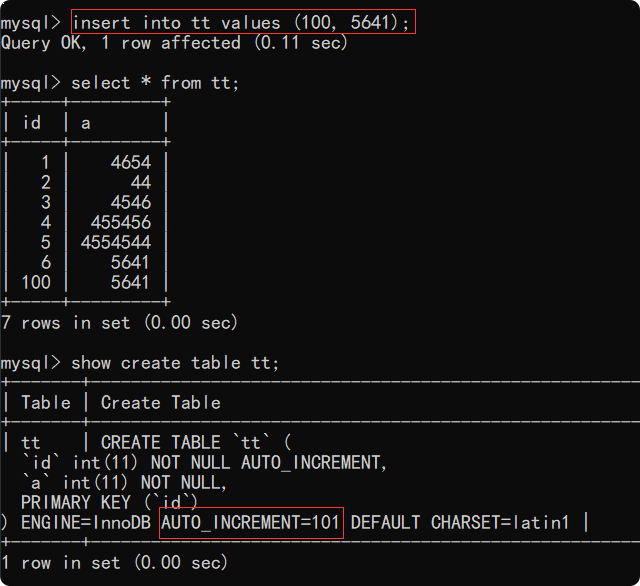 mysql> insert into tt values (100, 5641);
Query OK, 1 row affected (0.11 sec)
mysql> select * from tt;
+-----+---------+
| id  | a       |
+-----+---------+
|   1 |    4654 |
|   2 |      44 |
|   3 |    4546 |
|   4 |  455456 |
|   5 | 4554544 |
|   6 |    5641 |
| 100 |    5641 |
+-----+---------+
7 rows in set (0.00 sec)
mysql> show create table tt;
+-------+-------------------------------------------------------
| Table | Create Table
+-------+-------------------------------------------------------
| tt    | CREATE TABLE `tt` (
  `id` int(11) NOT NULL AUTO_INCREMENT,
  `a` int(11) NOT NULL,
  PRIMARY KEY (`id`)
) ENGINE=InnoDB AUTO_INCREMENT=101 DEFAULT CHARSET=latin1 |
+-------+-------------------------------------------------------
1 row in set (0.00 sec)